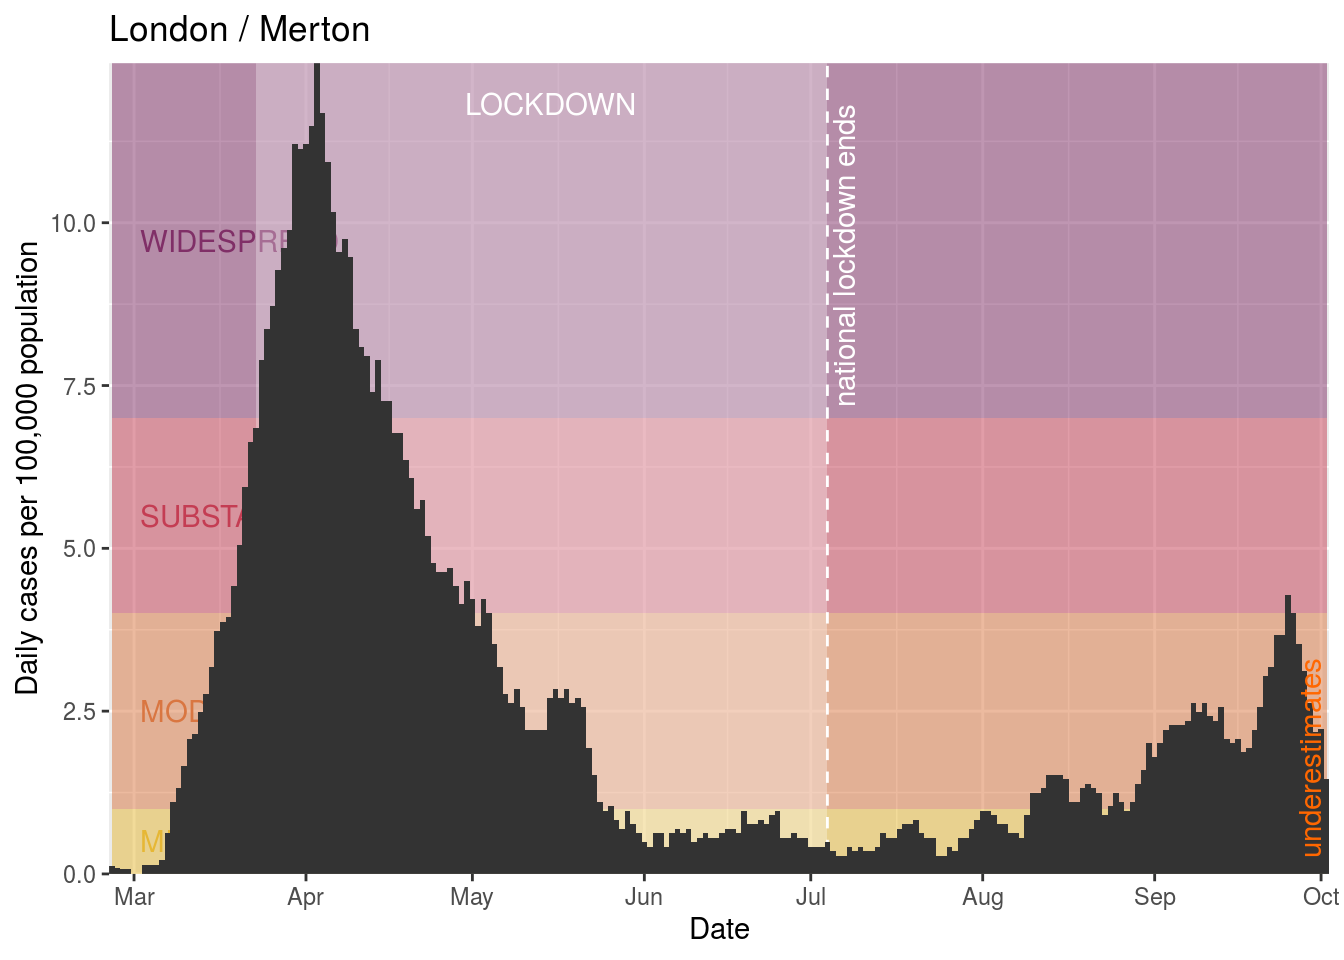 London / Merton
LOCKDOWN
national lockdown ends
WIDESPRE
SUBSTA
MOD
M
underestimates
Daily cases per 100,000 population
10.0
7.5
5.0
2.5
0.0
Mar Apr May Jun Jul Aug Sep Oct
Date